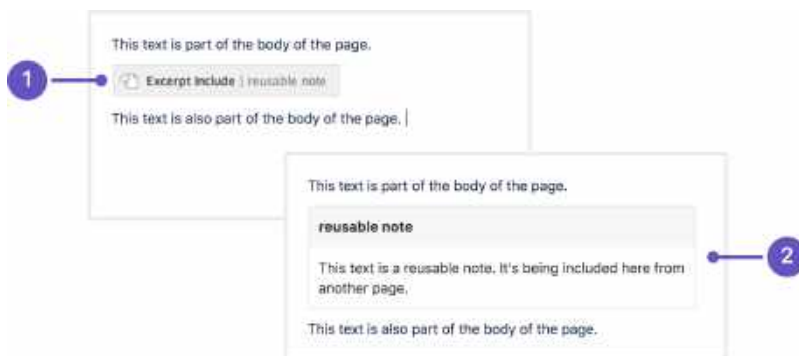 This text is part of the body of the page.
1
Excerpt Include | reusable note
This text is also part of the body of the page.
This text is part of the body of the page.
reusable note
2
This text is a reusable note. It's being included here from
another page.
This text is also part of the body of the page.